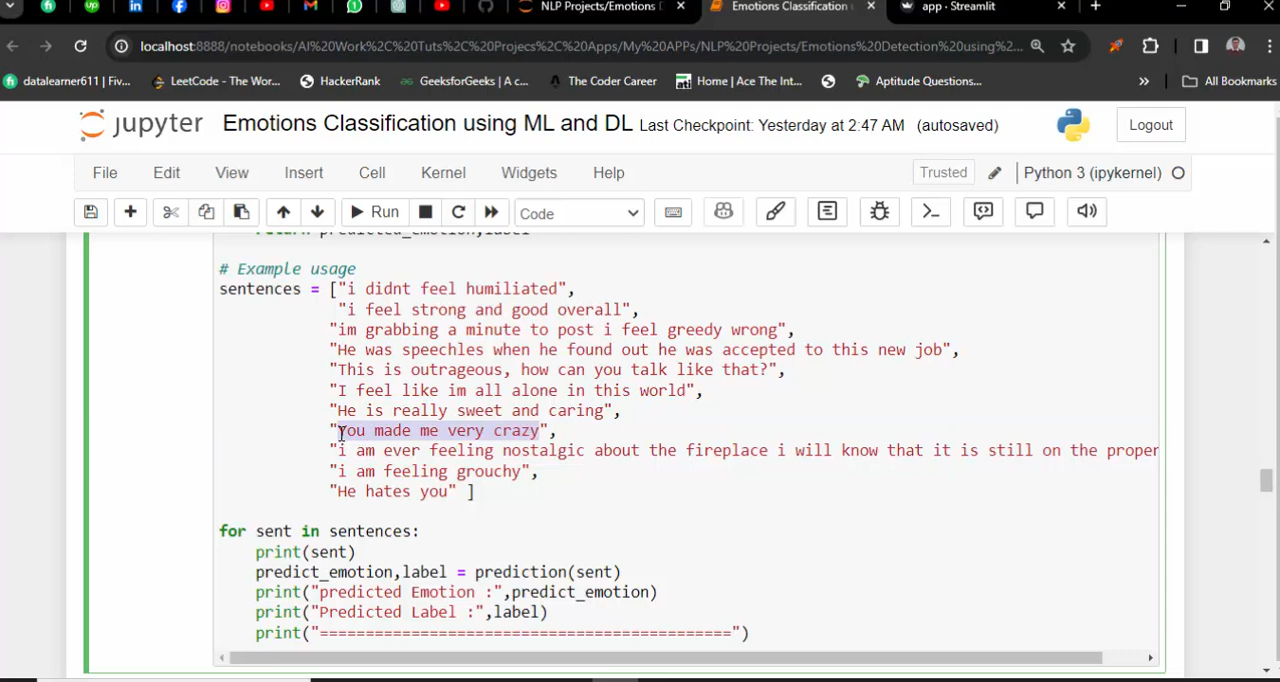 NLP Projects/Emotions D
Emotions Classification u
app · Streamlit
localhost:8888/notebooks/AI%20Work%2C%20Tuts%2C%20Projecs%2C%20Apps/My%20APPs/NLP%20Projects/Emotions%20Detection%20using%2...
datalearner611 | Fiv... LeetCode - The Wor... HackerRank GeeksforGeeks | A c... The Coder Career Home | Ace The Int... Aptitude Questions... » All Bookmarks
jupyter Emotions Classification using ML and DL Last Checkpoint: Yesterday at 2:47 AM (autosaved) Logout
File Edit View Insert Cell Kernel Widgets Help Trusted Python 3 (ipykernel)
Run Code
return predicted_emotion,label
# Example usage
sentences = ["i didnt feel humiliated",
"i feel strong and good overall",
"im grabbing a minute to post i feel greedy wrong",
"He was speechles when he found out he was accepted to this new job",
"This is outrageous, how can you talk like that?",
"I feel like im all alone in this world",
"He is really sweet and caring",
"You made me very crazy",
"i am ever feeling nostalgic about the fireplace i will know that it is still on the proper
"i am feeling grouchy",
"He hates you" ]
for sent in sentences:
print(sent)
predict_emotion,label = prediction(sent)
print("predicted Emotion :",predict_emotion)
print("Predicted Label :",label)
print("=============================================")